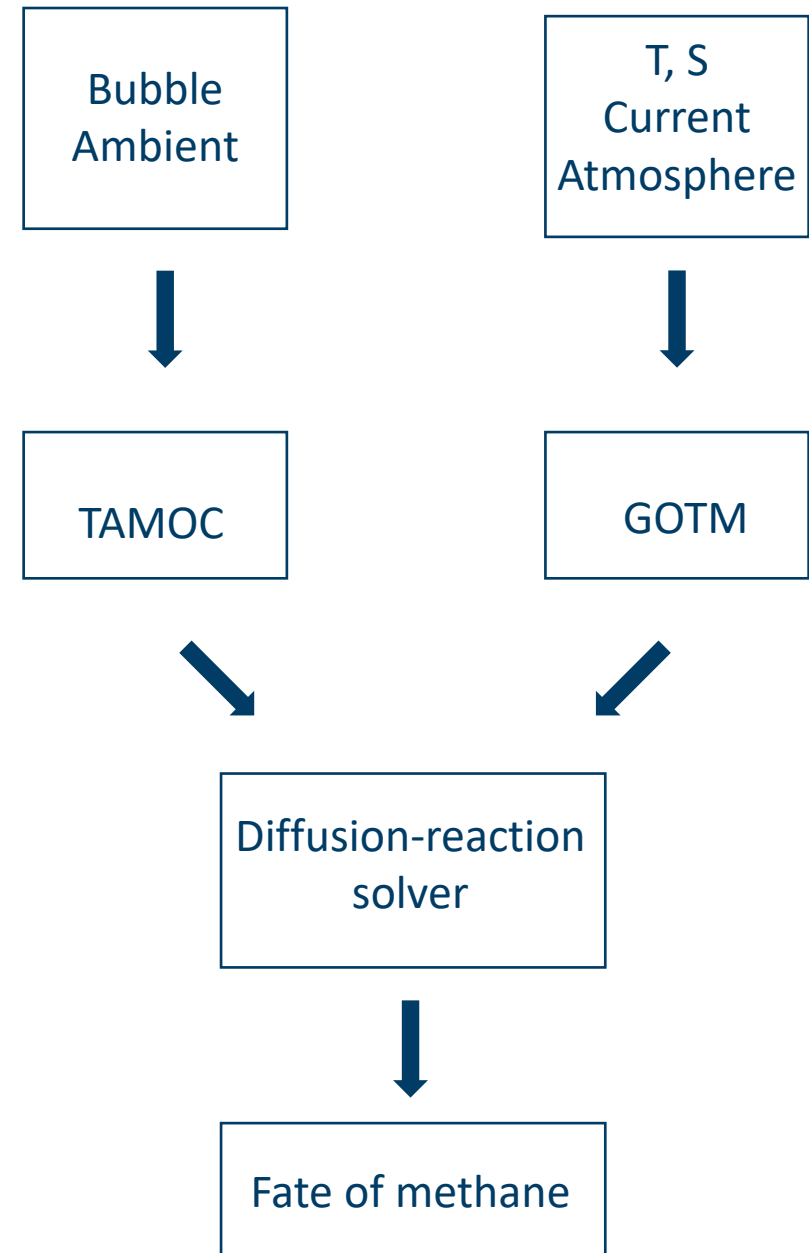 Bubble
Ambient
T, S
Current
Atmosphere
TAMOC
GOTM
Diffusion-reaction
solver
Fate of methane